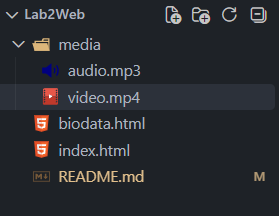 Lab2Web
media
audio.mp3
video.mp4
biodata.html
index.html
README.md M